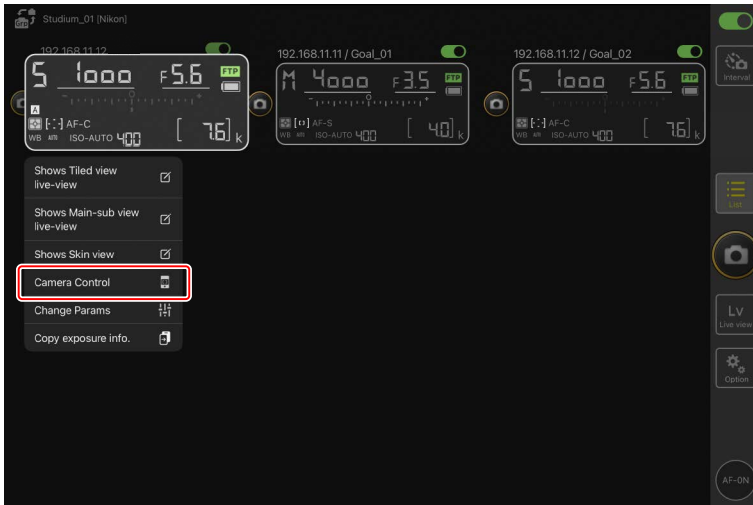 Grp
Studium_01 [Nikon]
192.168.11.12
192.168.11.11 / Goal_01
192.168.11.12 / Goal_02
S 1000 F5.6 FTP
A
AF-C
WB ISO-AUTO 400 [ 7.6] k
M 4000 F3.5 FTP
AF-S
WB ISO-AUTO 400 [ 4.0] k
S 1000 F5.6 FTP
AF-C
WB ISO-AUTO 400 [ 7.6] k
Shows Tiled view
live-view
Shows Main-sub view
live-view
Shows Skin view
Camera Control
Change Params
Copy exposure info.
Interval
List
Lv
Live view
Option
AF-ON